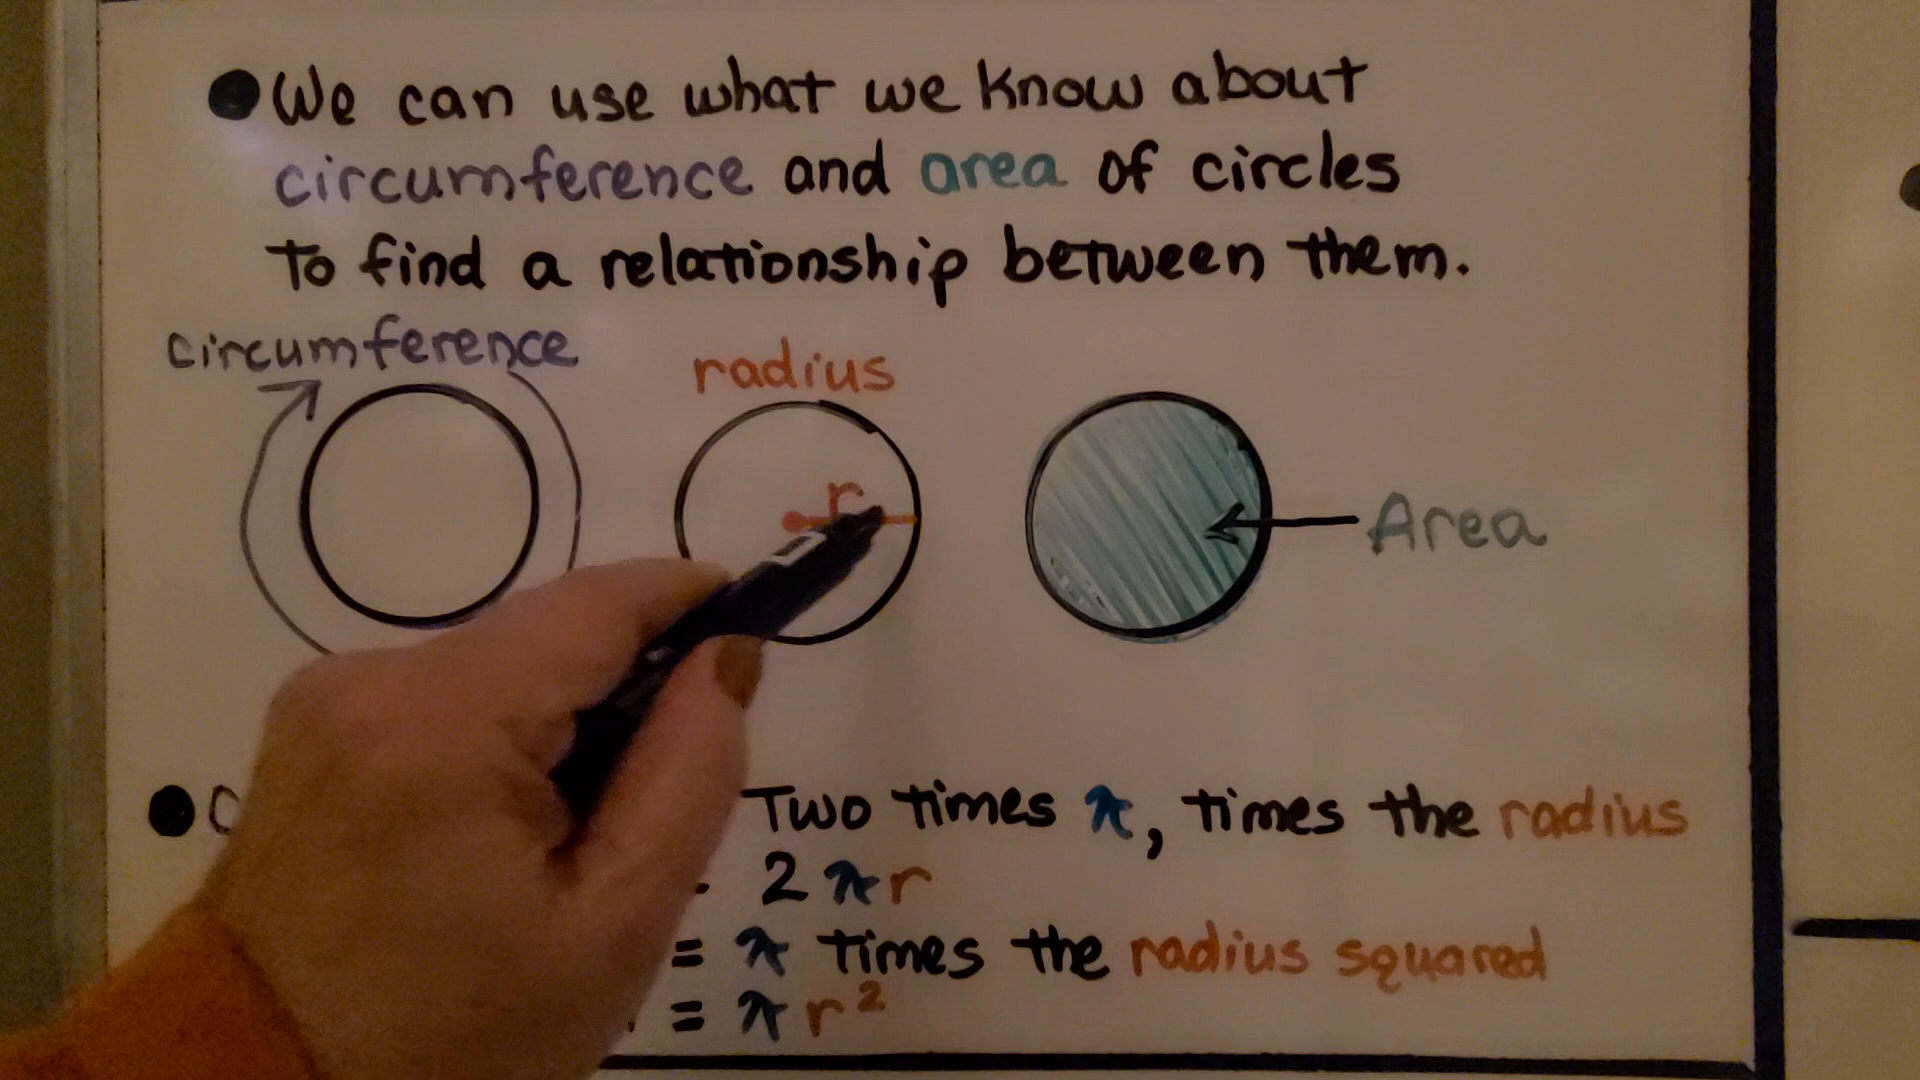 We can use what we know about
circumference and area of circles
to find a relationship between them.
circumference
radius
r
Area
Two times π, times the radius
2πr
= π times the radius squared
= πr²